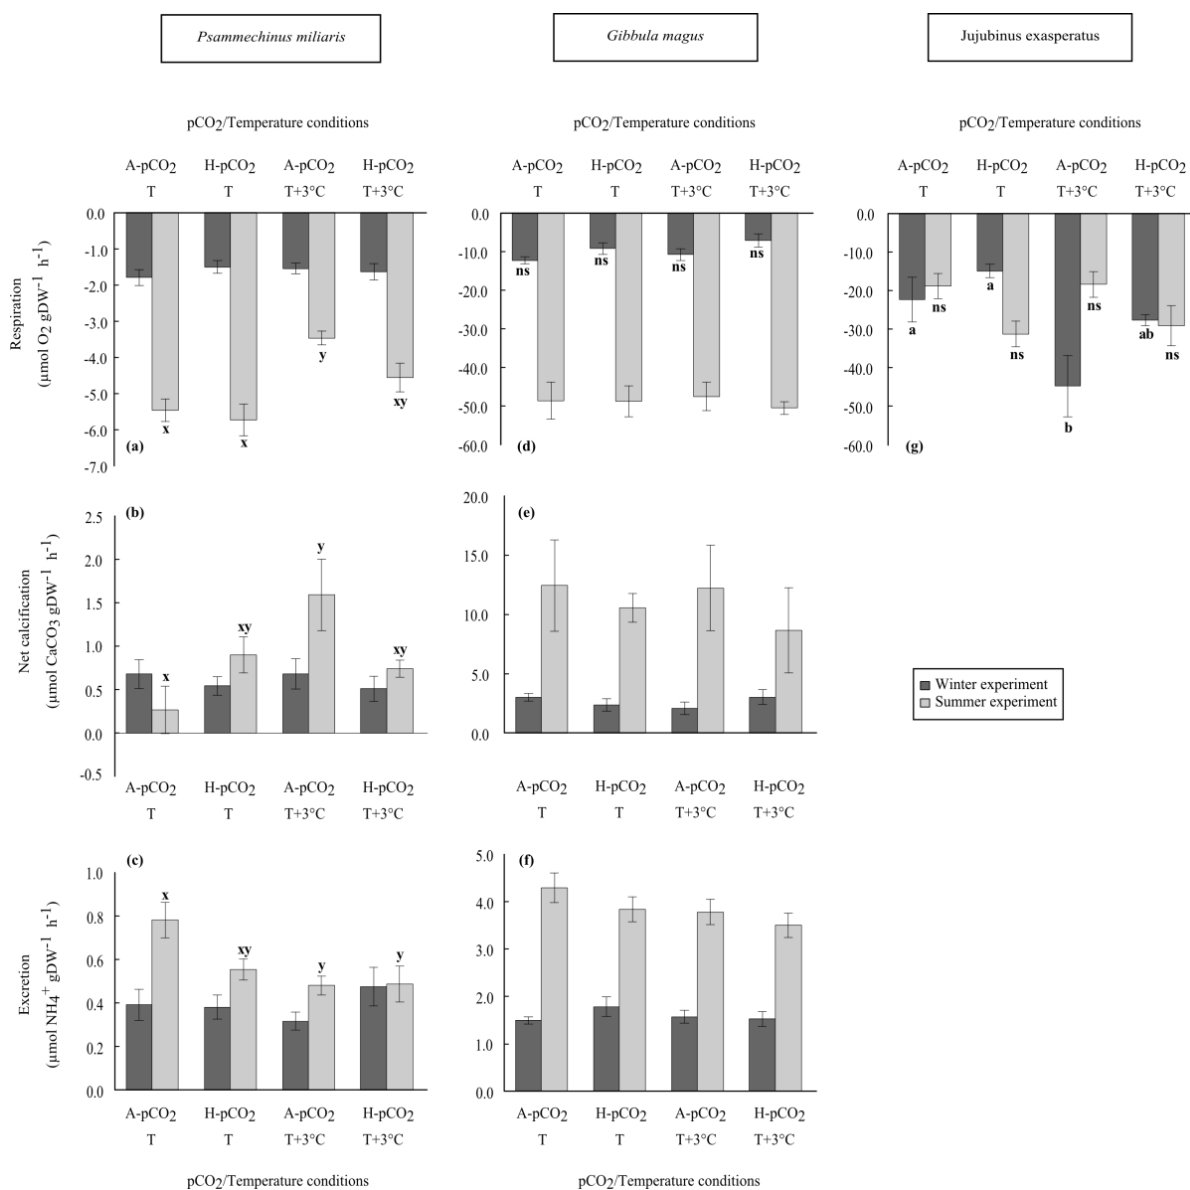 Psammechinus miliaris
Gibbula magus
Jujubinus exasperatus
pCO2/Temperature conditions
pCO2/Temperature conditions
pCO2/Temperature conditions
A-pCO2 H-pCO2 A-pCO2 H-pCO2
T T T+3°C T+3°C
A-pCO2 H-pCO2 A-pCO2 H-pCO2
T T T+3°C T+3°C
A-pCO2 H-pCO2 A-pCO2 H-pCO2
T T T+3°C T+3°C
Respiration
(µmol O2 gDW⁻¹ h⁻¹)
0.0
-1.0
-2.0
-3.0
-4.0
-5.0
-6.0
-7.0
x x y xy
(a)
0.0
-10.0
-20.0
-30.0
-40.0
-50.0
-60.0
ns ns ns ns
(d)
0.0
-10.0
-20.0
-30.0
-40.0
-50.0
-60.0
a ns a ns b ns ab ns
(g)
Net calcification
(µmol CaCO3 gDW⁻¹ h⁻¹)
(b)
2.5
2.0
1.5
1.0
0.5
0.0
-0.5
x xy y xy
A-pCO2 H-pCO2 A-pCO2 H-pCO2
T T T+3°C T+3°C
(e)
20.0
15.0
10.0
5.0
0.0
A-pCO2 H-pCO2 A-pCO2 H-pCO2
T T T+3°C T+3°C
Winter experiment
Summer experiment
Excretion
(µmol NH4⁺ gDW⁻¹ h⁻¹)
(c)
1.0
0.8
0.6
0.4
0.2
0.0
x xy y y
A-pCO2 H-pCO2 A-pCO2 H-pCO2
T T T+3°C T+3°C
pCO2/Temperature conditions
(f)
5.0
4.0
3.0
2.0
1.0
0.0
A-pCO2 H-pCO2 A-pCO2 H-pCO2
T T T+3°C T+3°C
pCO2/Temperature conditions